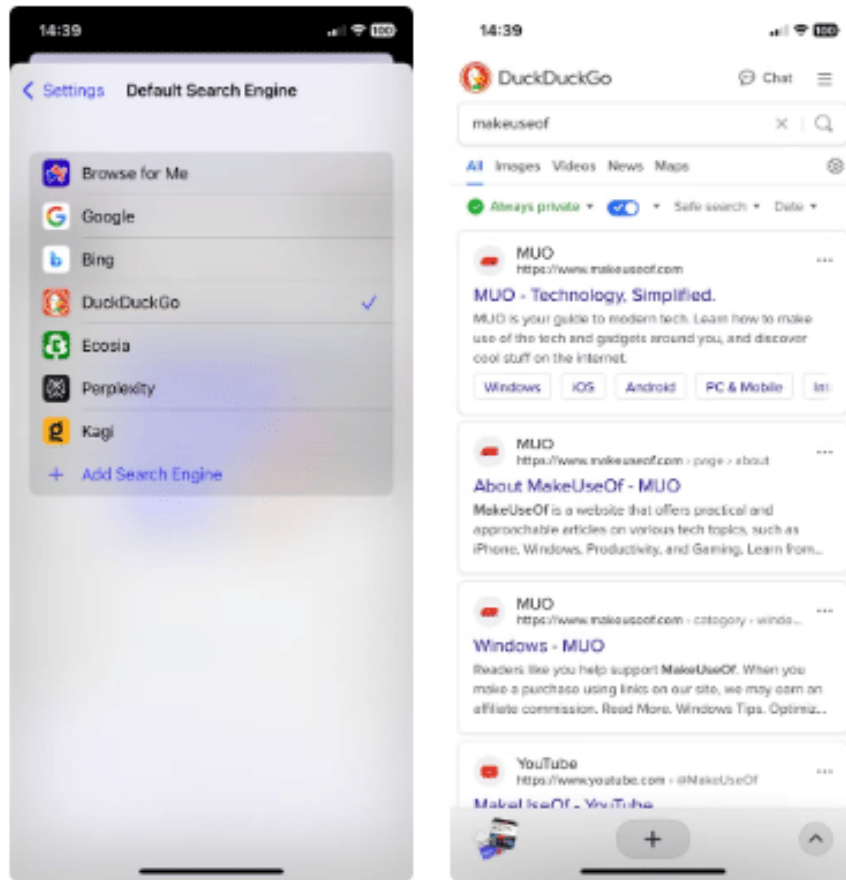 14:39
100
Settings Default Search Engine
Browse for Me
Google
Bing
DuckDuckGo
Ecosia
Perplexity
Kagi
+ Add Search Engine
14:39
100
DuckDuckGo Chat
makeuseof
All Images Videos News Maps
Always private Safe search Date
MUO
https://www.makeuseof.com
MUO - Technology, Simplified.
MUO is your guide to modern tech. Learn how to make
use of the tech and gadgets around you, and discover
cool stuff on the internet.
Windows iOS Android PC & Mobile Int
MUO
https://www.makeuseof.com › page › about
About MakeUseOf - MUO
MakeUseOf is a website that offers practical and
approachable articles on various tech topics, such as
iPhone, Windows, Productivity, and Gaming. Learn from...
MUO
https://www.makeuseof.com › category › windo...
Windows - MUO
Readers like you help support MakeUseOf. When you
make a purchase using links on our site, we may earn an
affiliate commission. Read More. Windows Tips. Optimiz...
YouTube
https://www.youtube.com › @MakeUseOf
MakeUseOf - YouTube